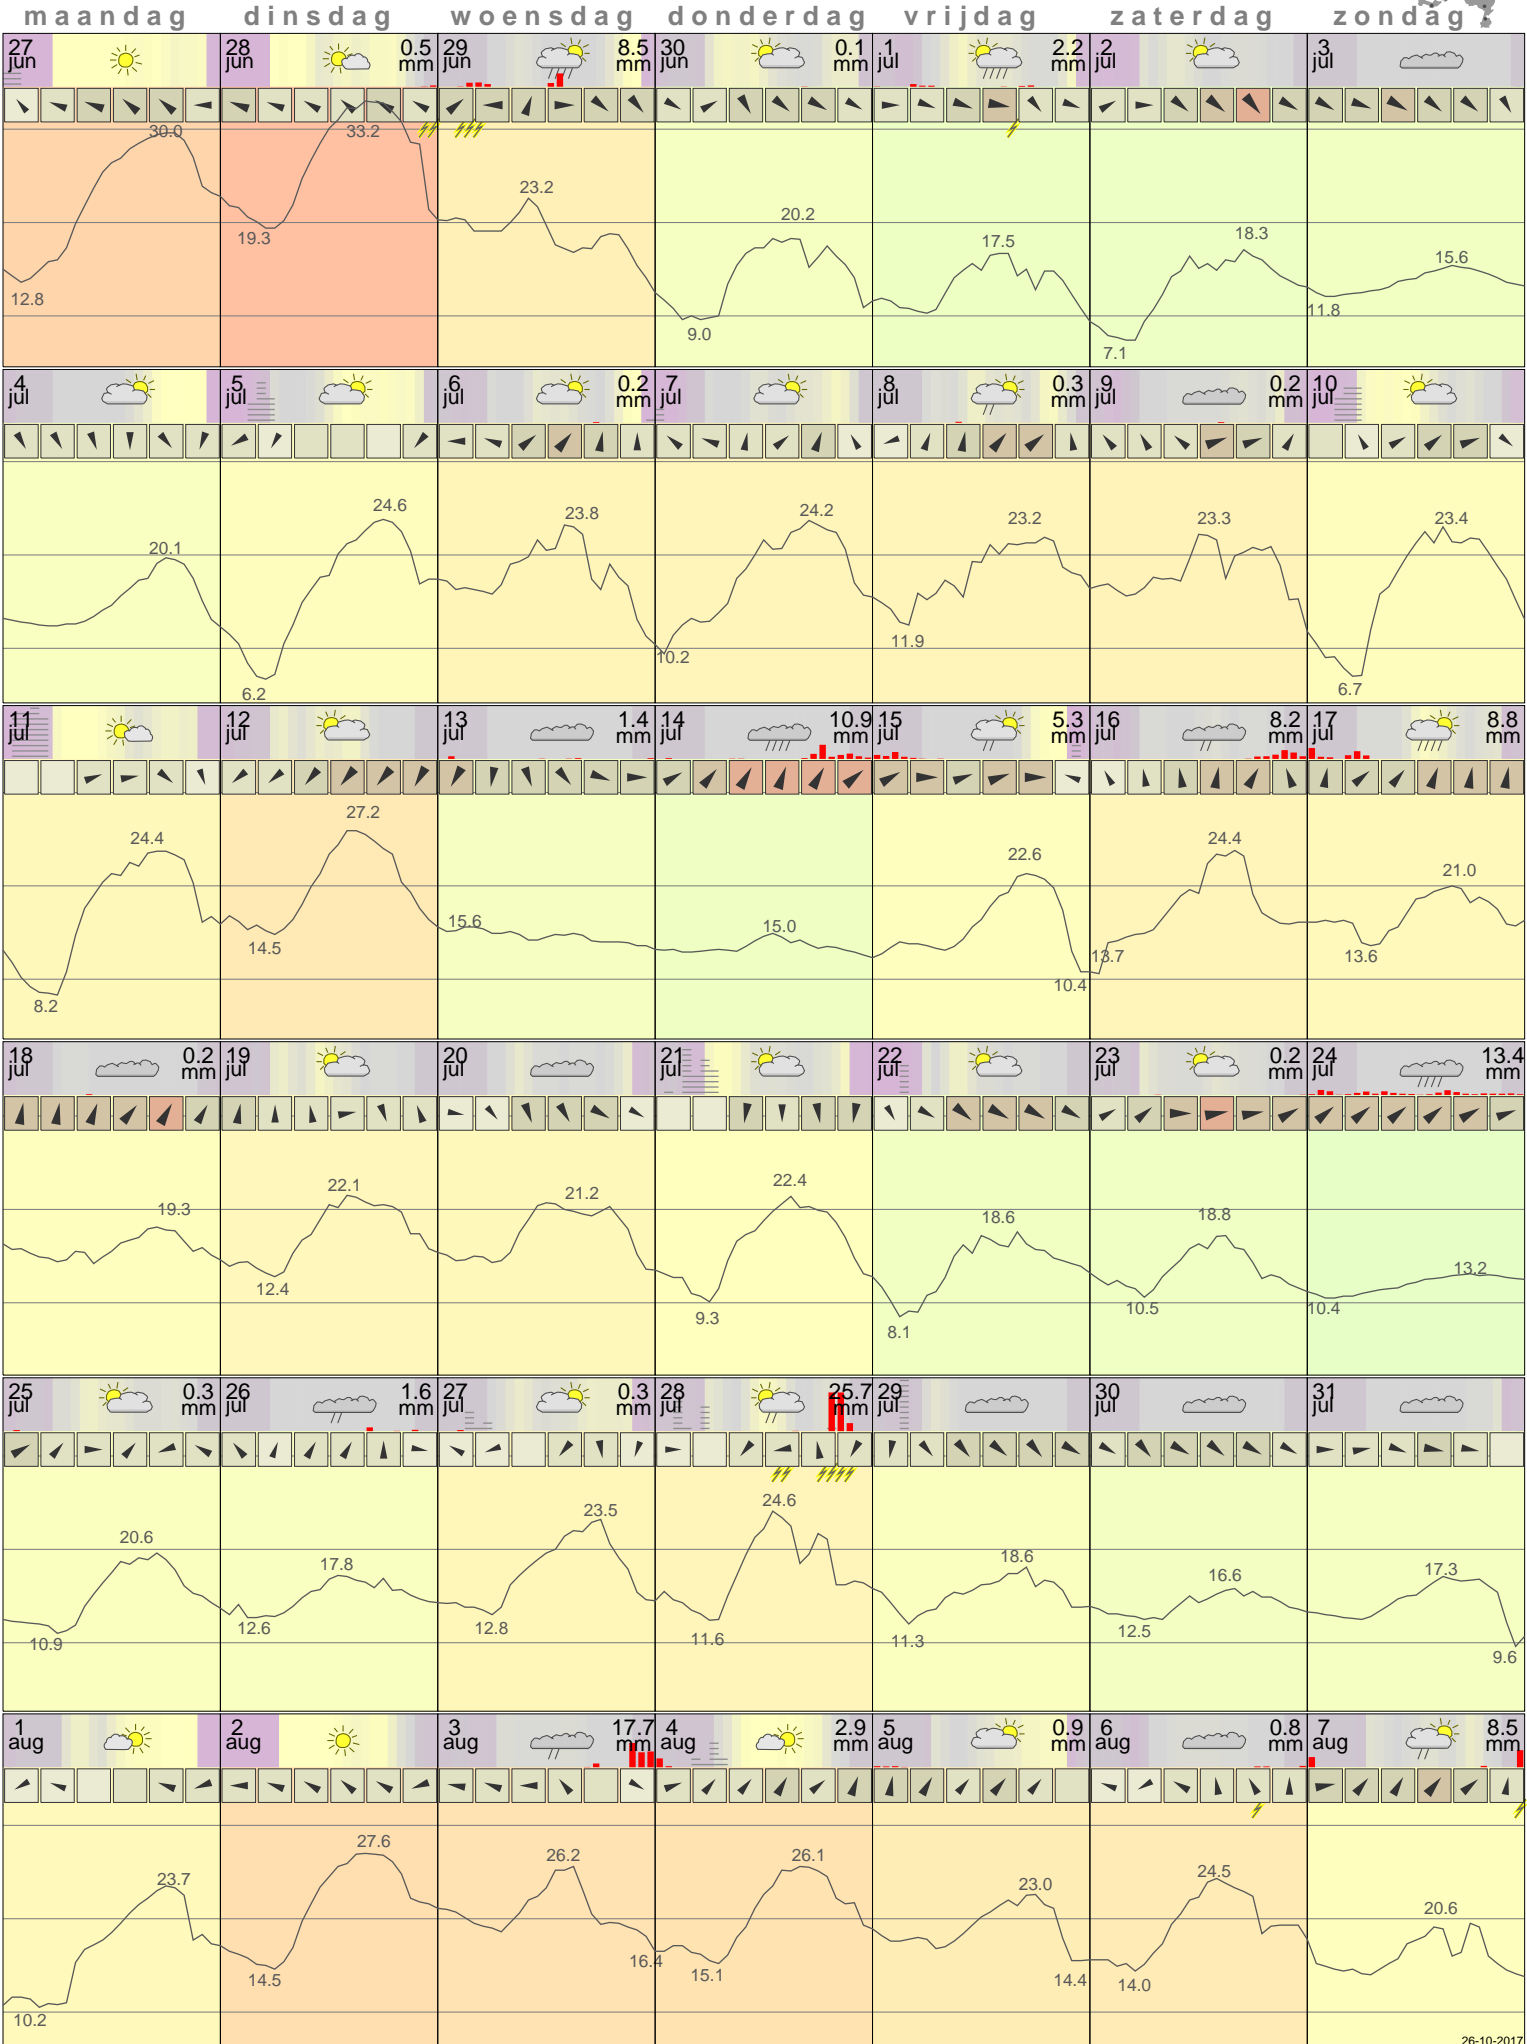 maandag dinsdag woensdag donderdag vrijdag zaterdag zondag
27 jun
28 jun 0.5 mm
29 jun 8.5 mm
30 jun 0.1 mm
1 jul 2.2 mm
2 jul
3 jul
30.0 33.2 23.2 20.2 17.5 18.3 15.6
12.8 19.3 9.0 7.1 11.8
4 jul
5 jul
6 jul 0.2 mm
7 jul
8 jul 0.3 mm
9 jul 0.2 mm
10 jul
20.1 24.6 23.8 24.2 23.2 23.3 23.4
6.2 10.2 11.9 6.7
11 jul
12 jul
13 jul 1.4 mm
14 jul 10.9 mm
15 jul 5.3 mm
16 jul 8.2 mm
17 jul 8.8 mm
24.4 27.2 15.6 15.0 22.6 24.4 21.0
8.2 14.5 10.4 13.7 13.6
18 jul 0.2 mm
19 jul
20 jul
21 jul
22 jul
23 jul 0.2 mm
24 jul 13.4 mm
19.3 22.1 21.2 22.4 18.6 18.8 13.2
12.4 9.3 8.1 10.5 10.4
25 jul 0.3 mm
26 jul 1.6 mm
27 jul 0.3 mm
28 jul 25.7 mm
29 jul
30 jul
31 jul
20.6 17.8 23.5 24.6 18.6 16.6 17.3
10.9 12.6 12.8 11.6 11.3 12.5 9.6
1 aug
2 aug
3 aug 17.7 mm
4 aug 2.9 mm
5 aug 0.9 mm
6 aug 0.8 mm
7 aug 8.5 mm
23.7 27.6 26.2 26.1 23.0 24.5 20.6
10.2 14.5 16.4 15.1 14.4 14.0
26-10-2017